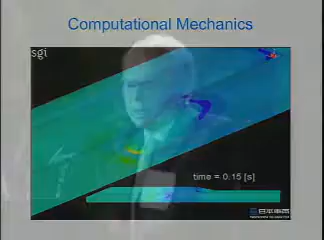 Computational Mechanics
sgi
time = 0.15 [s]